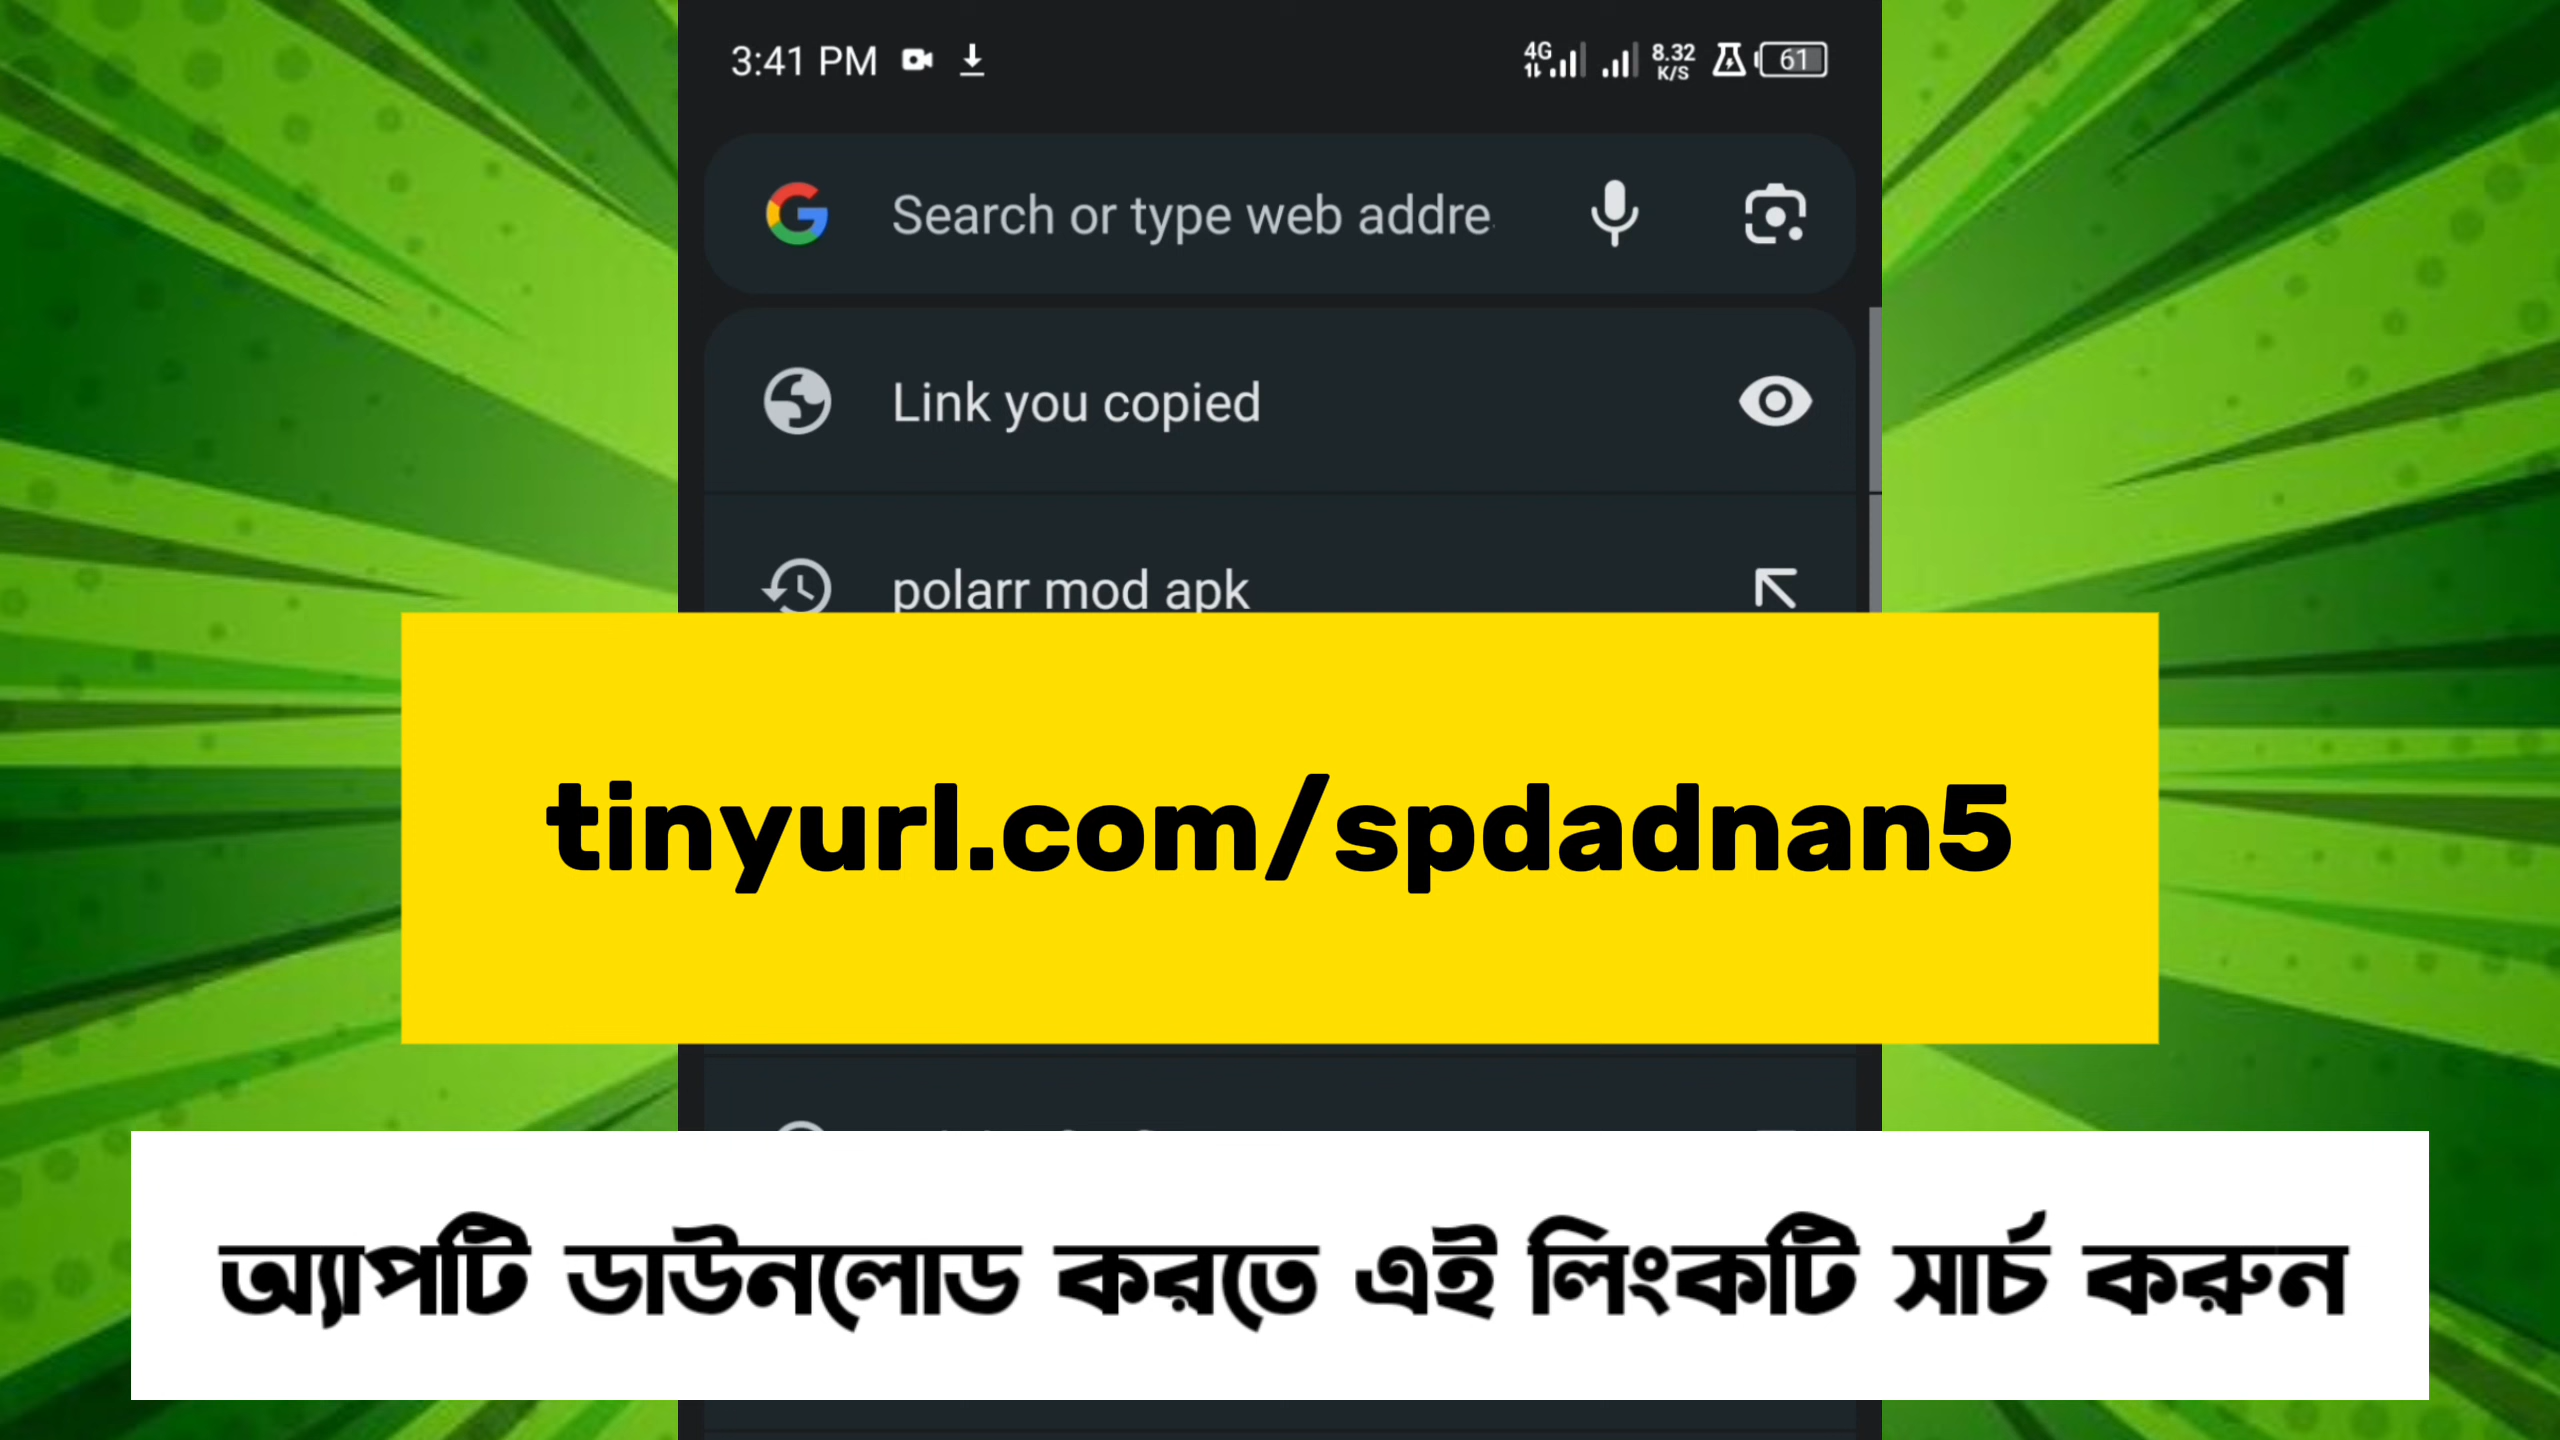 3:41 PM 4G 8.32 K/S 61
Search or type web addre
Link you copied
polarr mod apk
tinyurl.com/spdadnan5
অ্যাপটি ডাউনলোড করতে এই লিংকটি সার্চ করুন